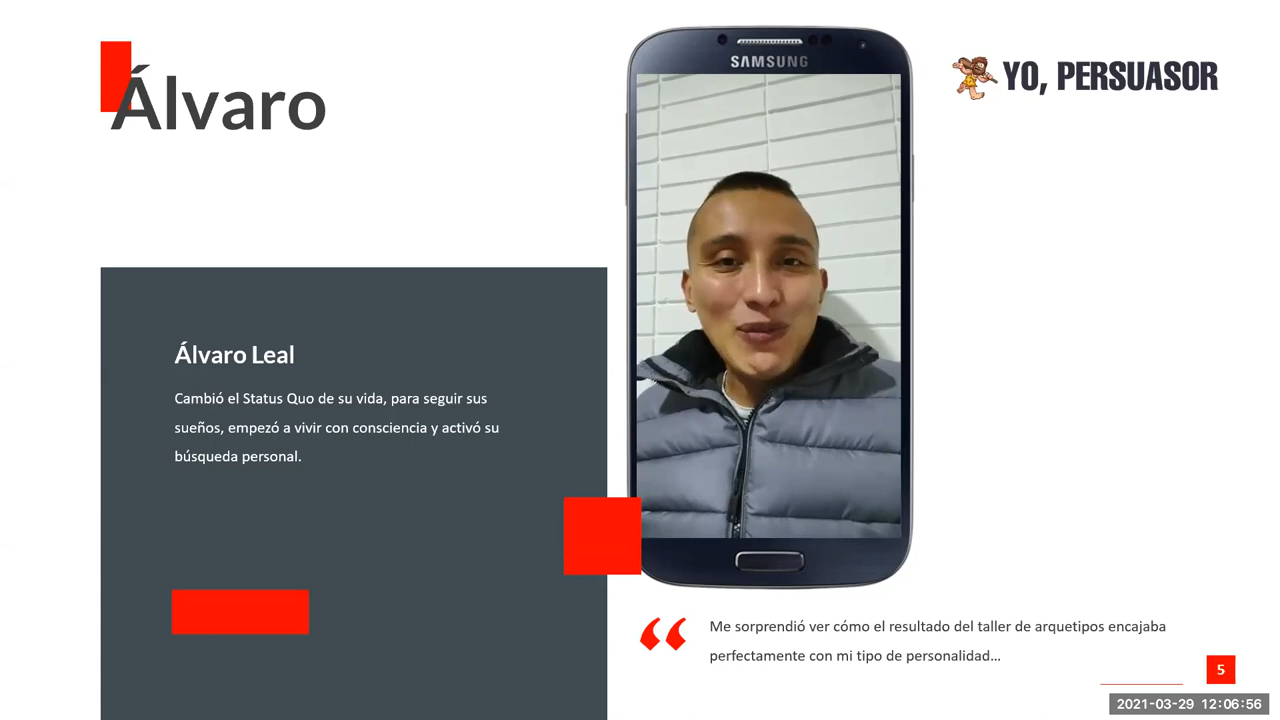 Álvaro
SAMSUNG
YO, PERSUASOR
Álvaro Leal
Cambió el Status Quo de su vida, para seguir sus
sueños, empezó a vivir con consciencia y activó su
búsqueda personal.
“
Me sorprendió ver cómo el resultado del taller de arquetipos encajaba
perfectamente con mi tipo de personalidad...
5
2021-03-29 12:06:56